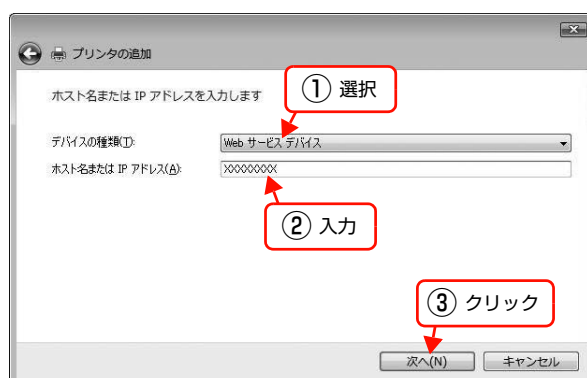 プリンタの追加
ホスト名または IP アドレスを入力します
① 選択
デバイスの種類(T):
Web サービス デバイス
ホスト名または IP アドレス(A):
XXXXXXXX
② 入力
③ クリック
次へ(N)
キャンセル